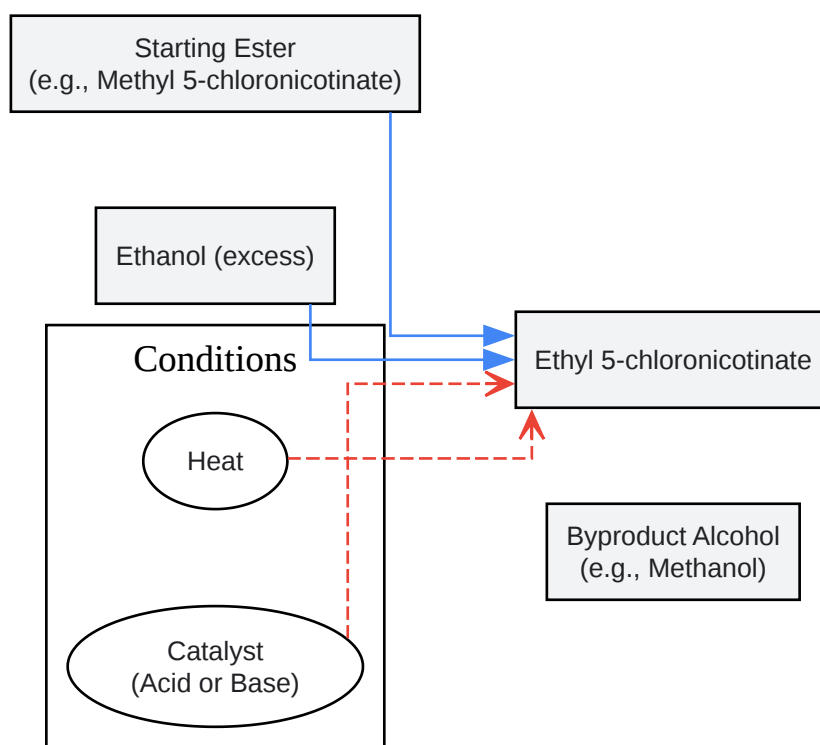 Starting Ester
(e.g., Methyl 5-chloronicotinate)
Ethanol (excess)
Conditions
Ethyl 5-chloronicotinate
Heat
Byproduct Alcohol
(e.g., Methanol)
Catalyst
(Acid or Base)